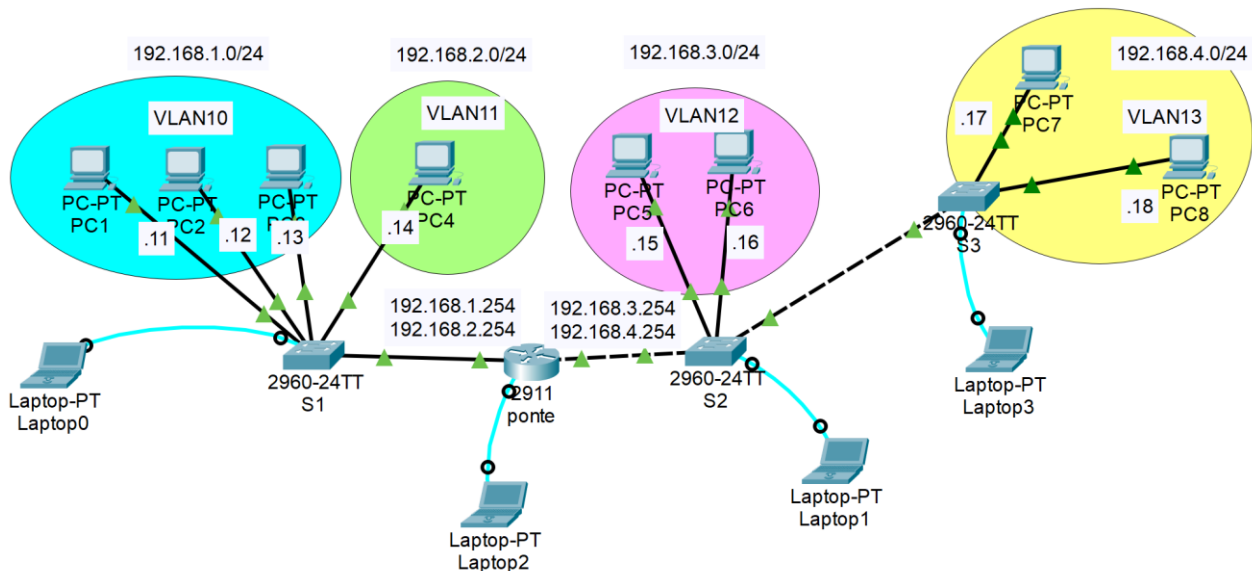 192.168.1.0/24
192.168.2.0/24
192.168.3.0/24
192.168.4.0/24
VLAN10
VLAN11
VLAN12
VLAN13
PC-PT
PC1
PC-PT
PC2
PC-PT
PC-PT
PC4
PC-PT
PC5
PC-PT
PC6
PC-PT
PC7
PC-PT
PC8
.11
.12
.13
.14
.15
.16
.17
.18
192.168.1.254
192.168.2.254
192.168.3.254
192.168.4.254
2960-24TT
S1
2911
ponte
2960-24TT
S2
2960-24TT
S3
Laptop-PT
Laptop0
Laptop-PT
Laptop2
Laptop-PT
Laptop1
Laptop-PT
Laptop3